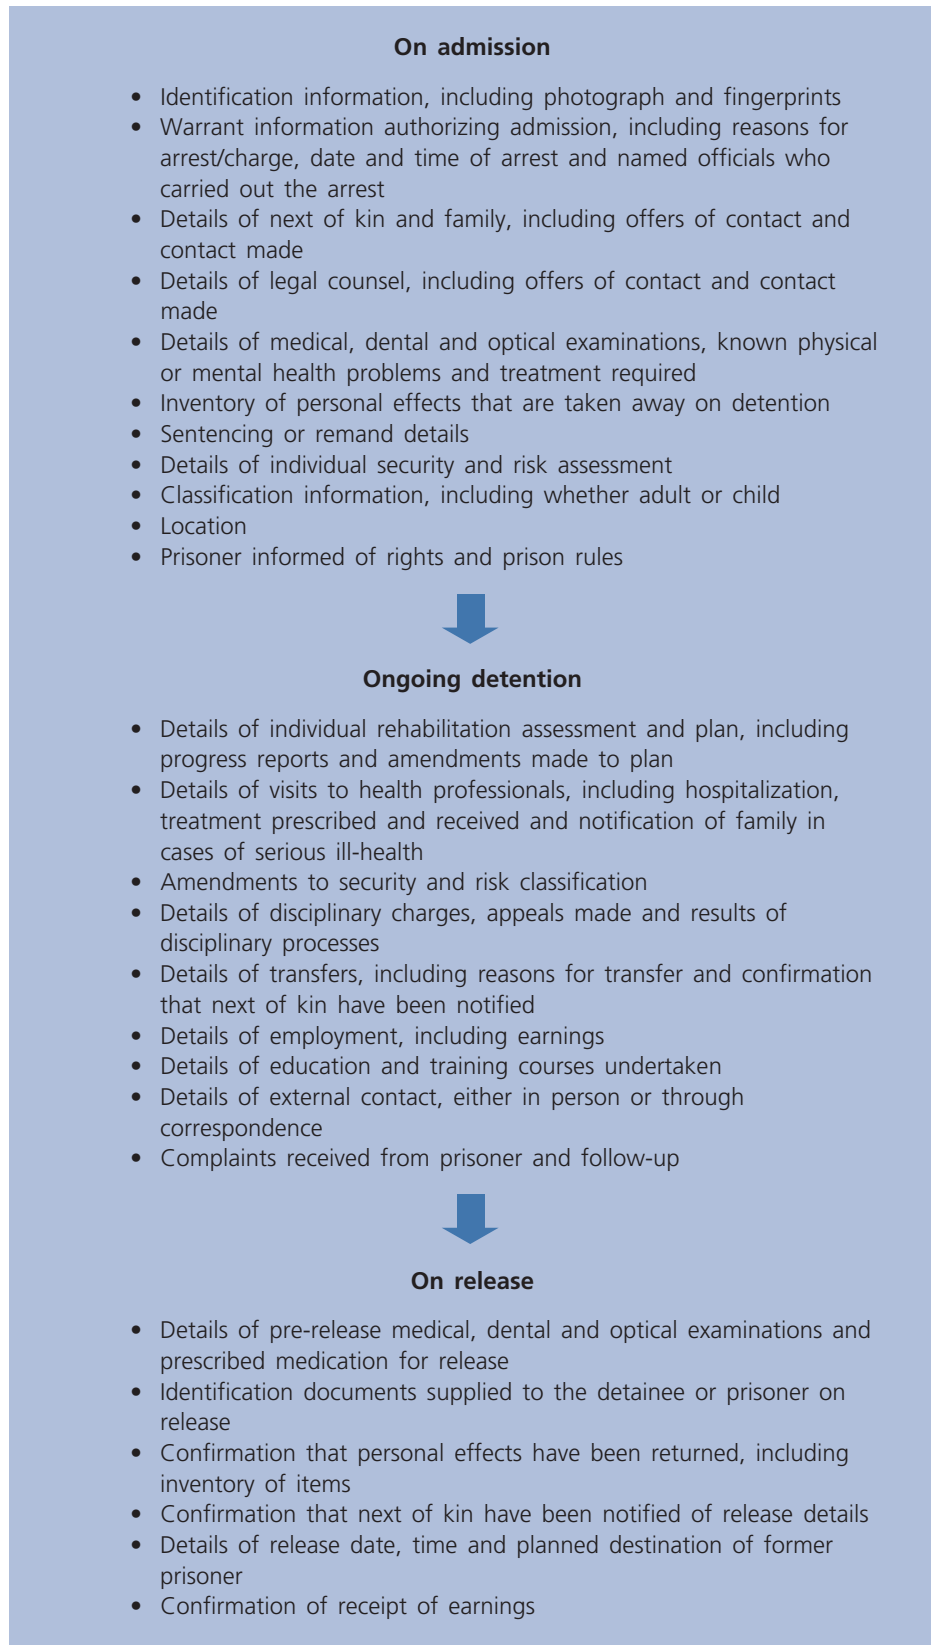 On admission
• Identification information, including photograph and fingerprints
• Warrant information authorizing admission, including reasons for
arrest/charge, date and time of arrest and named officials who
carried out the arrest
• Details of next of kin and family, including offers of contact and
contact made
• Details of legal counsel, including offers of contact and contact
made
• Details of medical, dental and optical examinations, known physical
or mental health problems and treatment required
• Inventory of personal effects that are taken away on detention
• Sentencing or remand details
• Details of individual security and risk assessment
• Classification information, including whether adult or child
• Location
• Prisoner informed of rights and prison rules
Ongoing detention
• Details of individual rehabilitation assessment and plan, including
progress reports and amendments made to plan
• Details of visits to health professionals, including hospitalization,
treatment prescribed and received and notification of family in
cases of serious ill-health
• Amendments to security and risk classification
• Details of disciplinary charges, appeals made and results of
disciplinary processes
• Details of transfers, including reasons for transfer and confirmation
that next of kin have been notified
• Details of employment, including earnings
• Details of education and training courses undertaken
• Details of external contact, either in person or through
correspondence
• Complaints received from prisoner and follow-up
On release
• Details of pre-release medical, dental and optical examinations and
prescribed medication for release
• Identification documents supplied to the detainee or prisoner on
release
• Confirmation that personal effects have been returned, including
inventory of items
• Confirmation that next of kin have been notified of release details
• Details of release date, time and planned destination of former
prisoner
• Confirmation of receipt of earnings